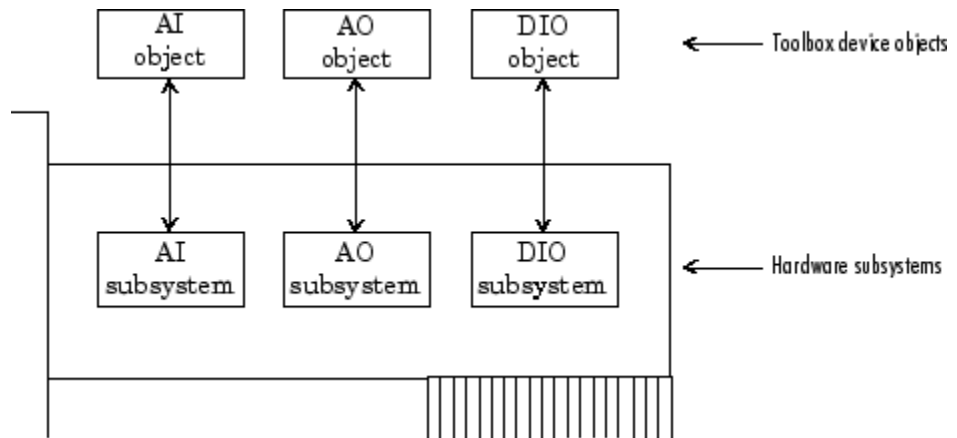 AI
object
AO
object
DIO
object
Toolbox device objects
AI
subsystem
AO
subsystem
DIO
subsystem
Hardware subsystems